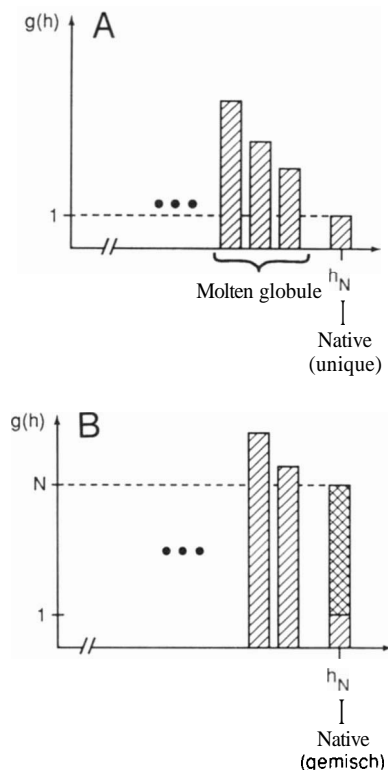 g(h)
A
1
h_N
Molten globule
Native
(unique)
g(h)
B
N
1
h_N
Native
(gemisch)